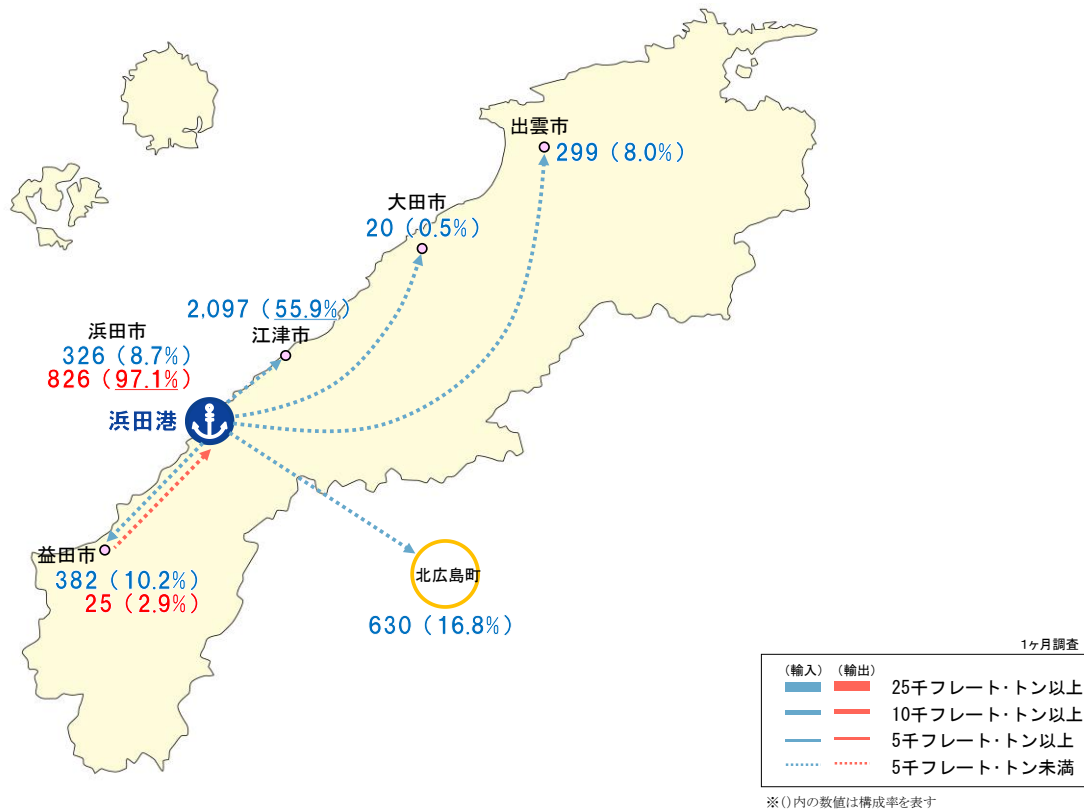 出雲市
299（8.0%）
大田市
20（0.5%）
2,097（55.9%）
江津市
浜田市
326（8.7%）
826（97.1%）
浜田港
益田市
382（10.2%）
25（2.9%）
北広島町
630（16.8%）
1ヶ月調査
（輸入）（輸出）
25千フレート・トン以上
10千フレート・トン以上
5千フレート・トン以上
5千フレート・トン未満
※()内の数値は構成率を表す